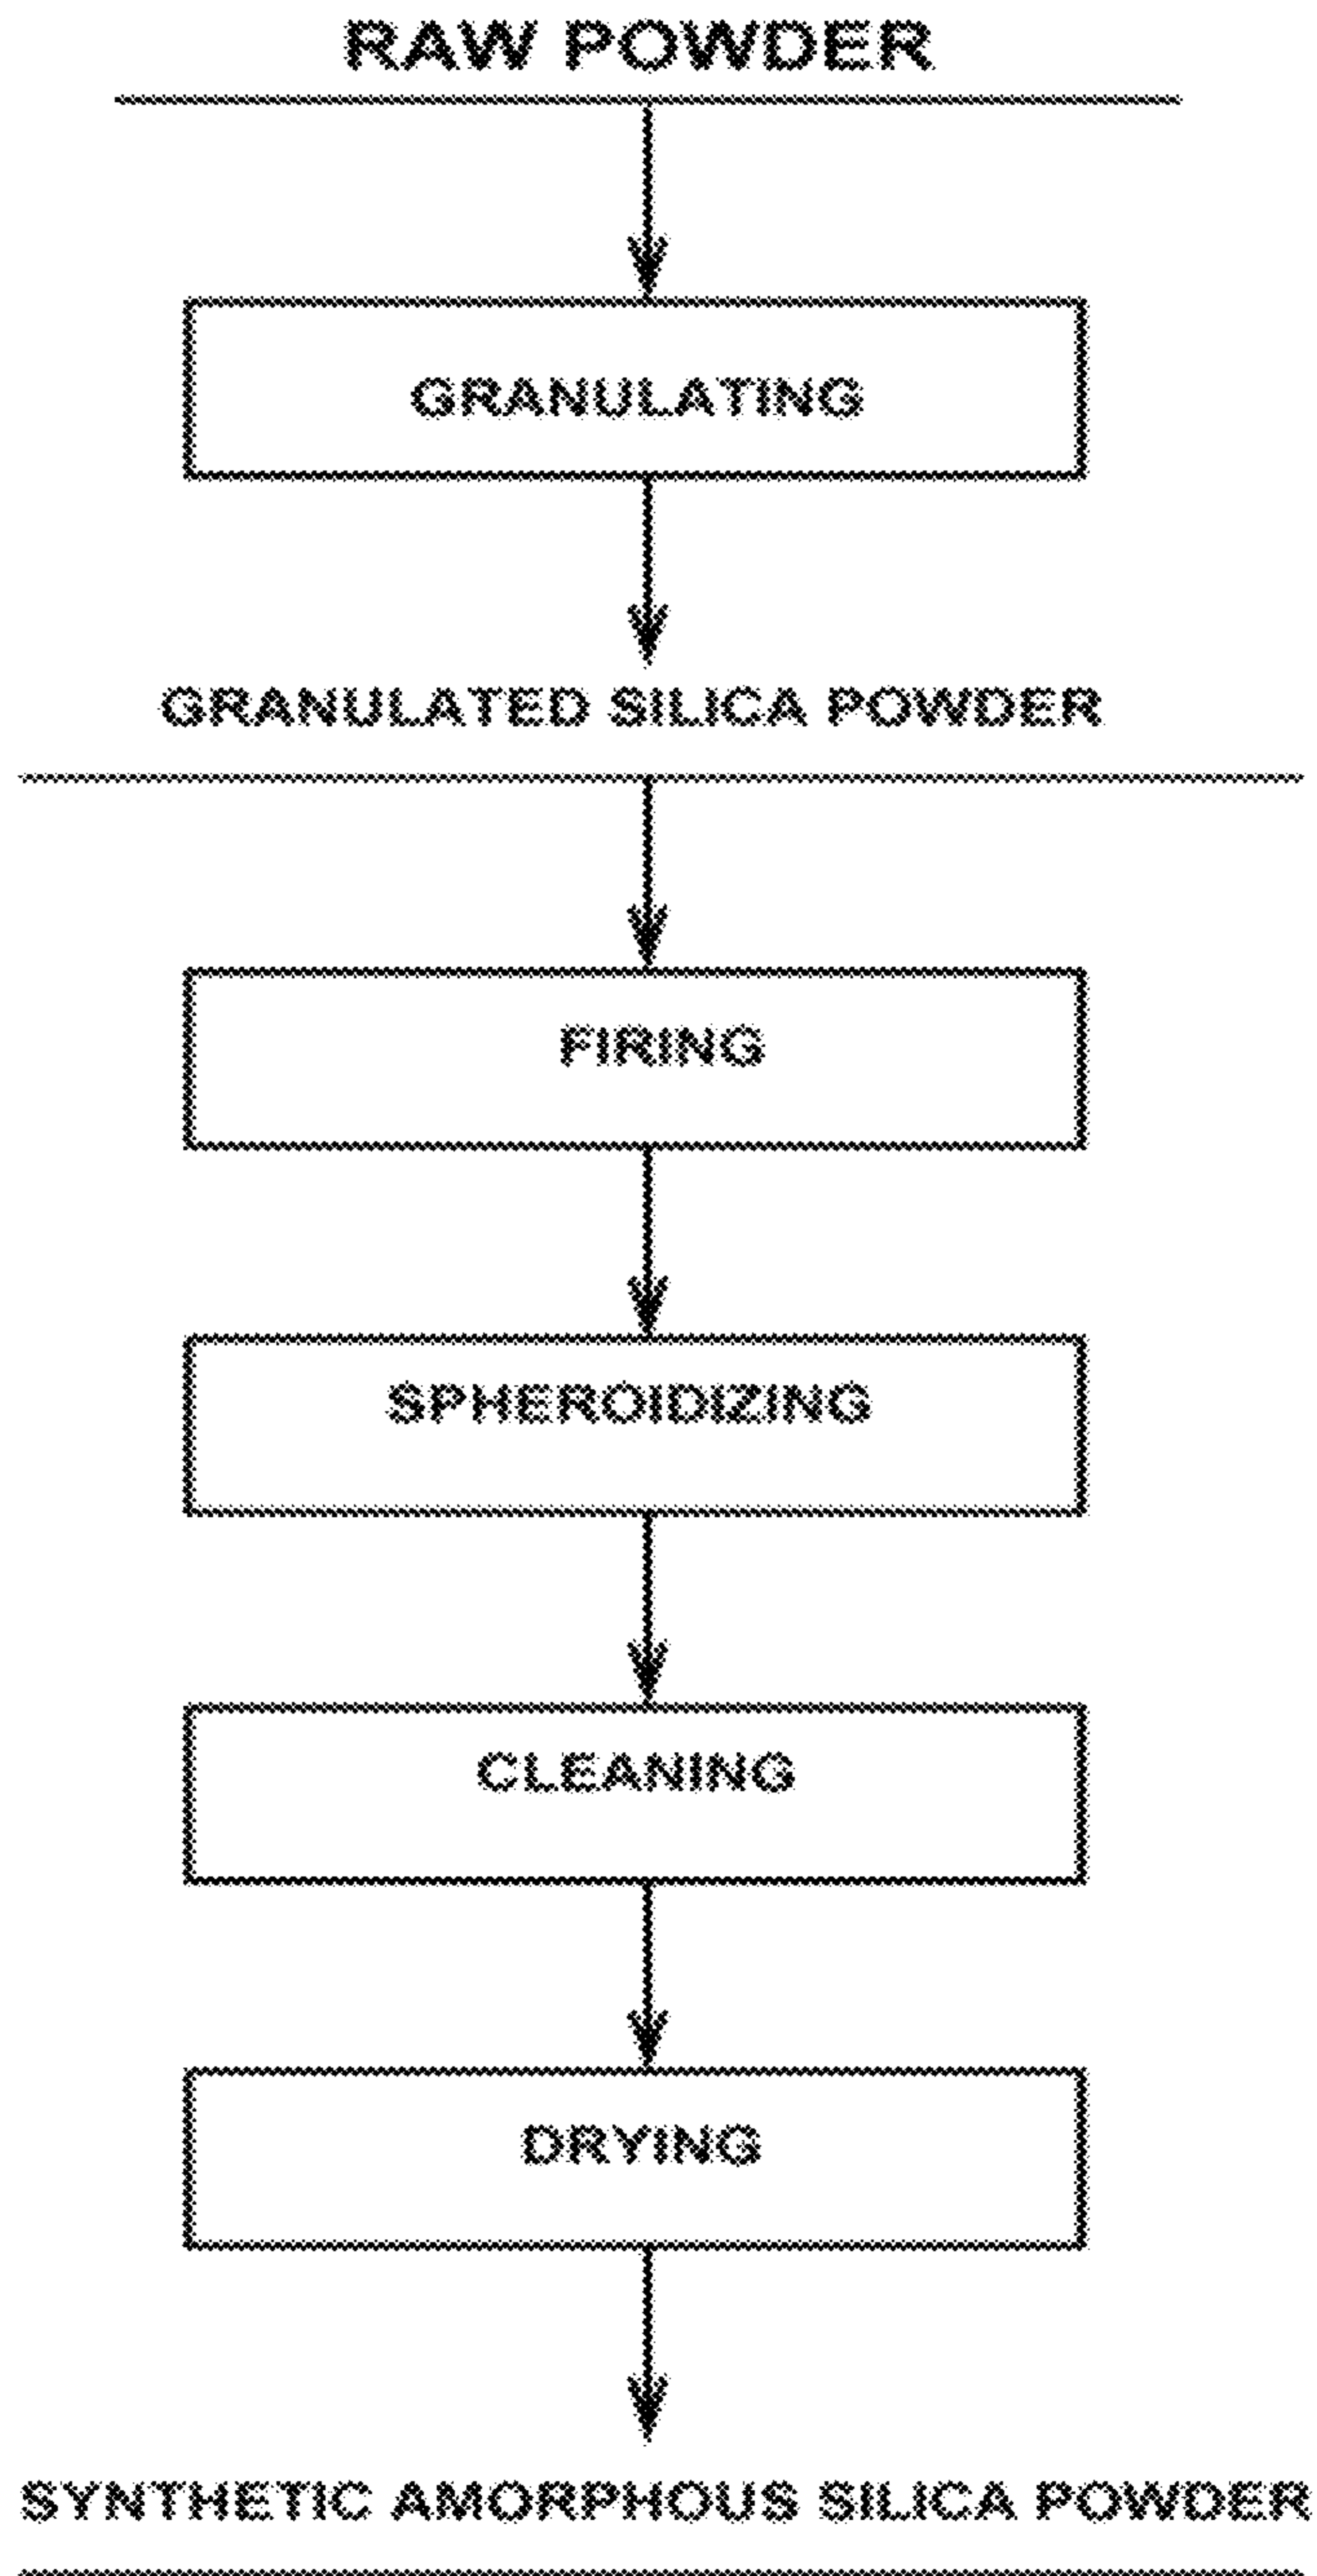 RAW POWDER
GRANULATING
GRANULATED SILICA POWDER
FIRING
SPHEROIDIZING
CLEANING
DRYING
SYNTHETIC AMORPHOUS SILICA POWDER